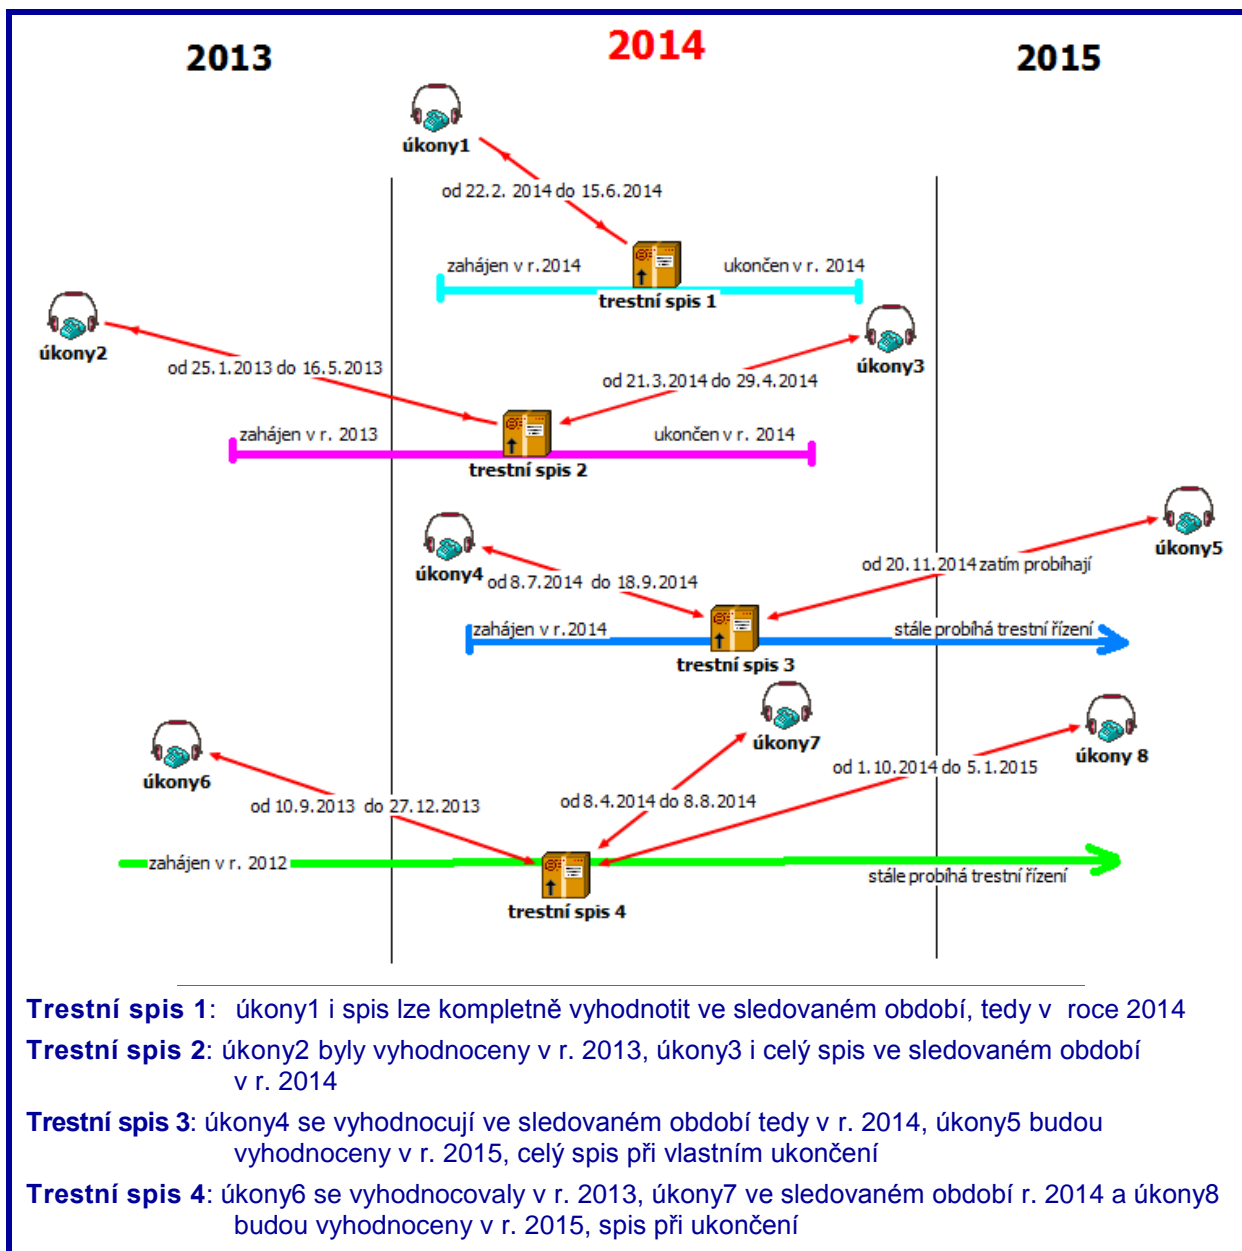 2013
2014
2015
úkony1
od 22.2. 2014 do 15.6.2014
zahájen v r.2014
ukončen v r. 2014
trestní spis 1
úkony2
úkony3
od 25.1.2013 do 16.5.2013
od 21.3.2014 do 29.4.2014
zahájen v r. 2013
ukončen v r. 2014
trestní spis 2
úkony4
úkony5
od 8.7.2014 do 18.9.2014
od 20.11.2014 zatím probíhají
zahájen v r.2014
stále probíhá trestní řízení
trestní spis 3
úkony6
úkony7
úkony 8
od 10.9.2013 do 27.12.2013
od 8.4.2014 do 8.8.2014
od 1.10.2014 do 5.1.2015
zahájen v r. 2012
stále probíhá trestní řízení
trestní spis 4
Trestní spis 1: úkony1 i spis lze kompletně vyhodnotit ve sledovaném období, tedy v roce 2014
Trestní spis 2: úkony2 byly vyhodnoceny v r. 2013, úkony3 i celý spis ve sledovaném období
v r. 2014
Trestní spis 3: úkony4 se vyhodnocují ve sledovaném období tedy v r. 2014, úkony5 budou
vyhodnoceny v r. 2015, celý spis při vlastním ukončení
Trestní spis 4: úkony6 se vyhodnocovaly v r. 2013, úkony7 ve sledovaném období r. 2014 a úkony8
budou vyhodnoceny v r. 2015, spis při ukončení